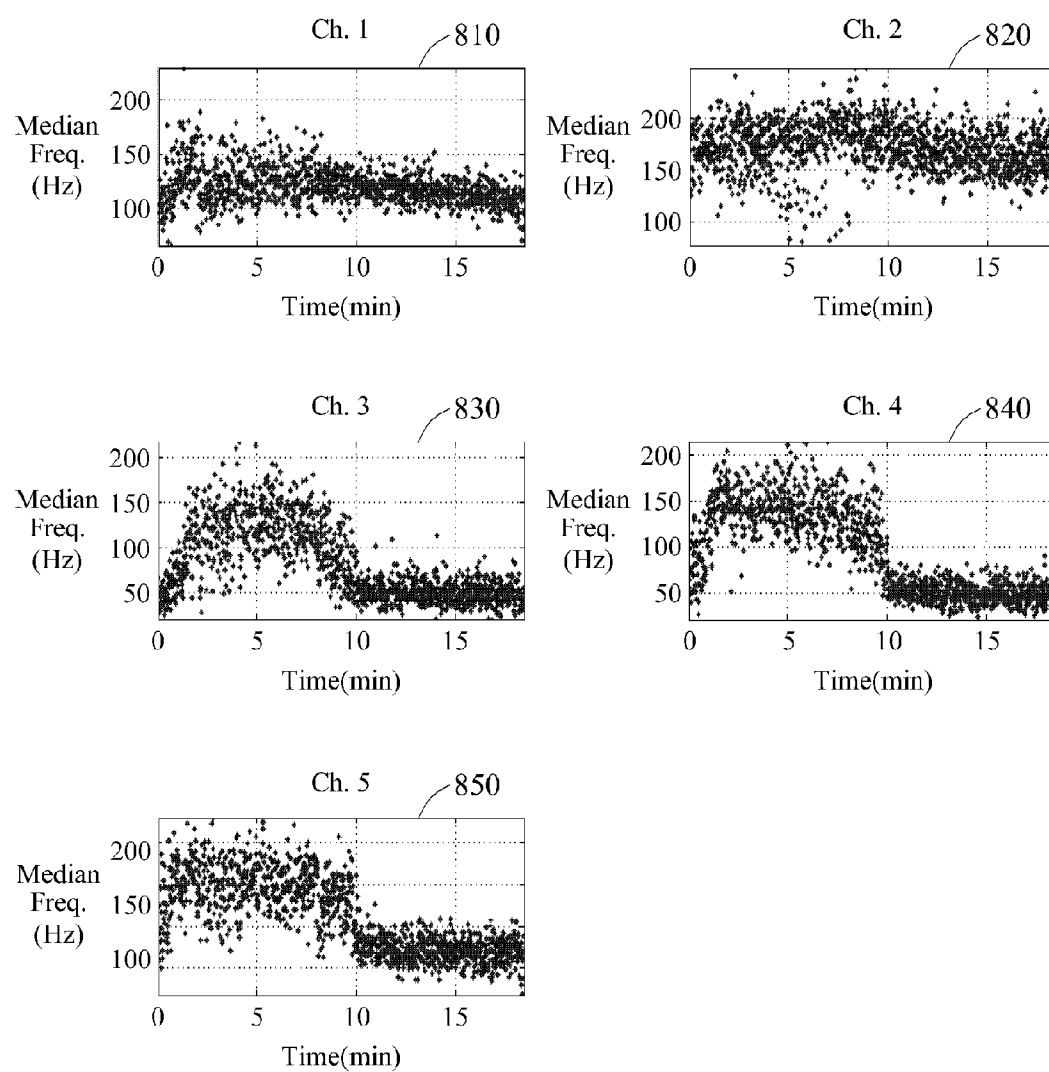 Ch. 1
810
Median
Freq.
(Hz)
200
150
100
0 5 10 15
Time(min)
Ch. 2
820
Median
Freq.
(Hz)
200
150
100
0 5 10 15
Time(min)
Ch. 3
830
Median
Freq.
(Hz)
200
150
100
50
0 5 10 15
Time(min)
Ch. 4
840
Median
Freq.
(Hz)
200
150
100
50
0 5 10 15
Time(min)
Ch. 5
850
Median
Freq.
(Hz)
200
150
100
0 5 10 15
Time(min)